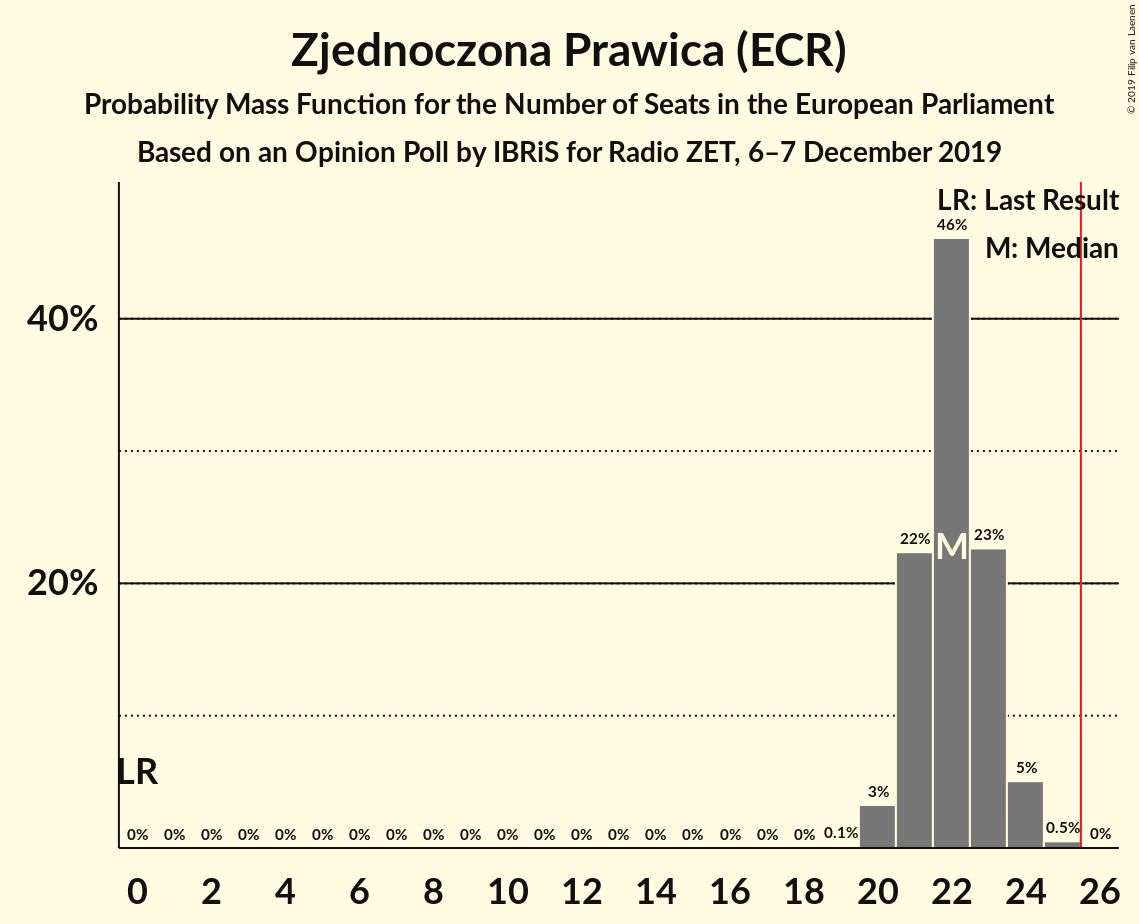 Zjednoczona Prawica (ECR)
Probability Mass Function for the Number of Seats in the European Parliament
Based on an Opinion Poll by IBRiS for Radio ZET, 6–7 December 2019
© 2019 Filip van Laenen
LR: Last Result
M: Median
46%
40%
22%
23%
M
20%
LR
0% 0% 0% 0% 0% 0% 0% 0% 0% 0% 0% 0% 0% 0% 0% 0% 0% 0% 0% 0.1% 3% 5% 0.5% 0%
0 2 4 6 8 10 12 14 16 18 20 22 24 26